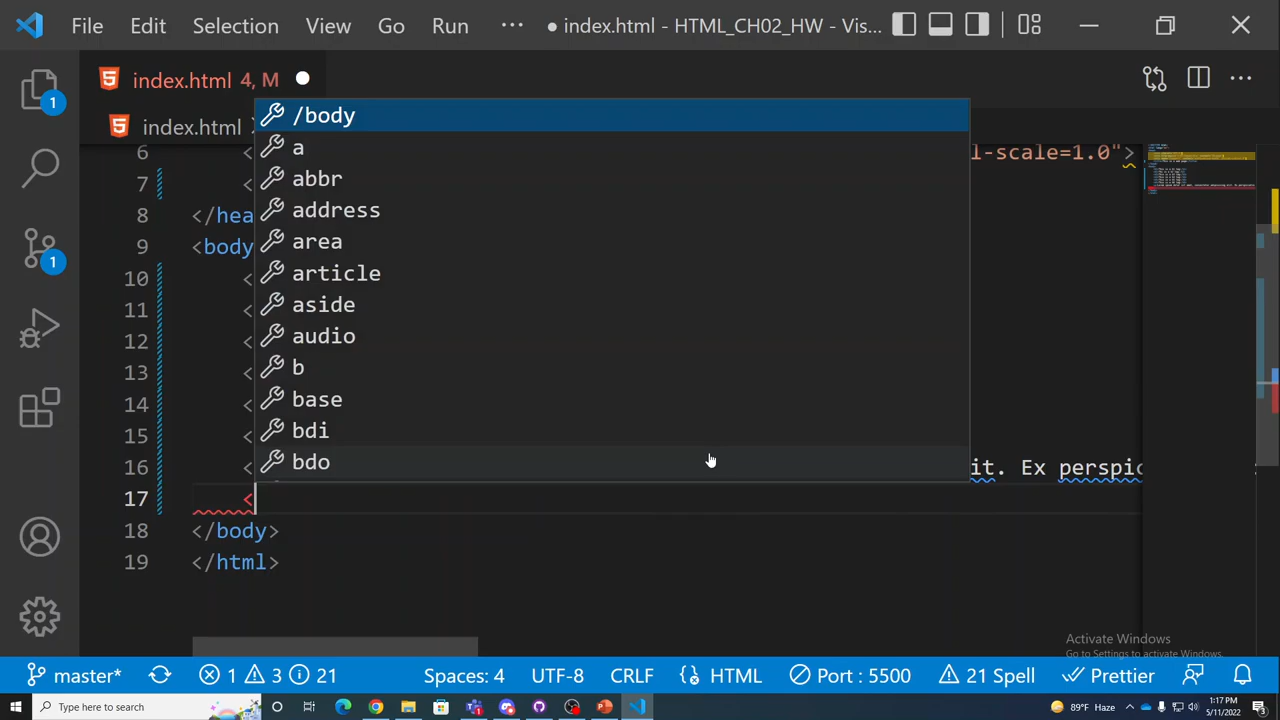 File Edit Selection View Go Run ··· ● index.html - HTML_CH02_HW - Vis...
index.html 4, M
index.html
6 < l-scale=1.0">
7 <
8 </hea
9 <body
10 <
11 <
12 <
13 <
14 <
15 <
16 < it. Ex perspic
17 <
18 </body>
19 </html>
/body
a
abbr
address
area
article
aside
audio
b
base
bdi
bdo
1
1
Activate Windows
Go to Settings to activate Windows.
master* 1 3 21 Spaces: 4 UTF-8 CRLF HTML Port : 5500 21 Spell Prettier
Type here to search 89°F Haze 1:17 PM
5/11/2022